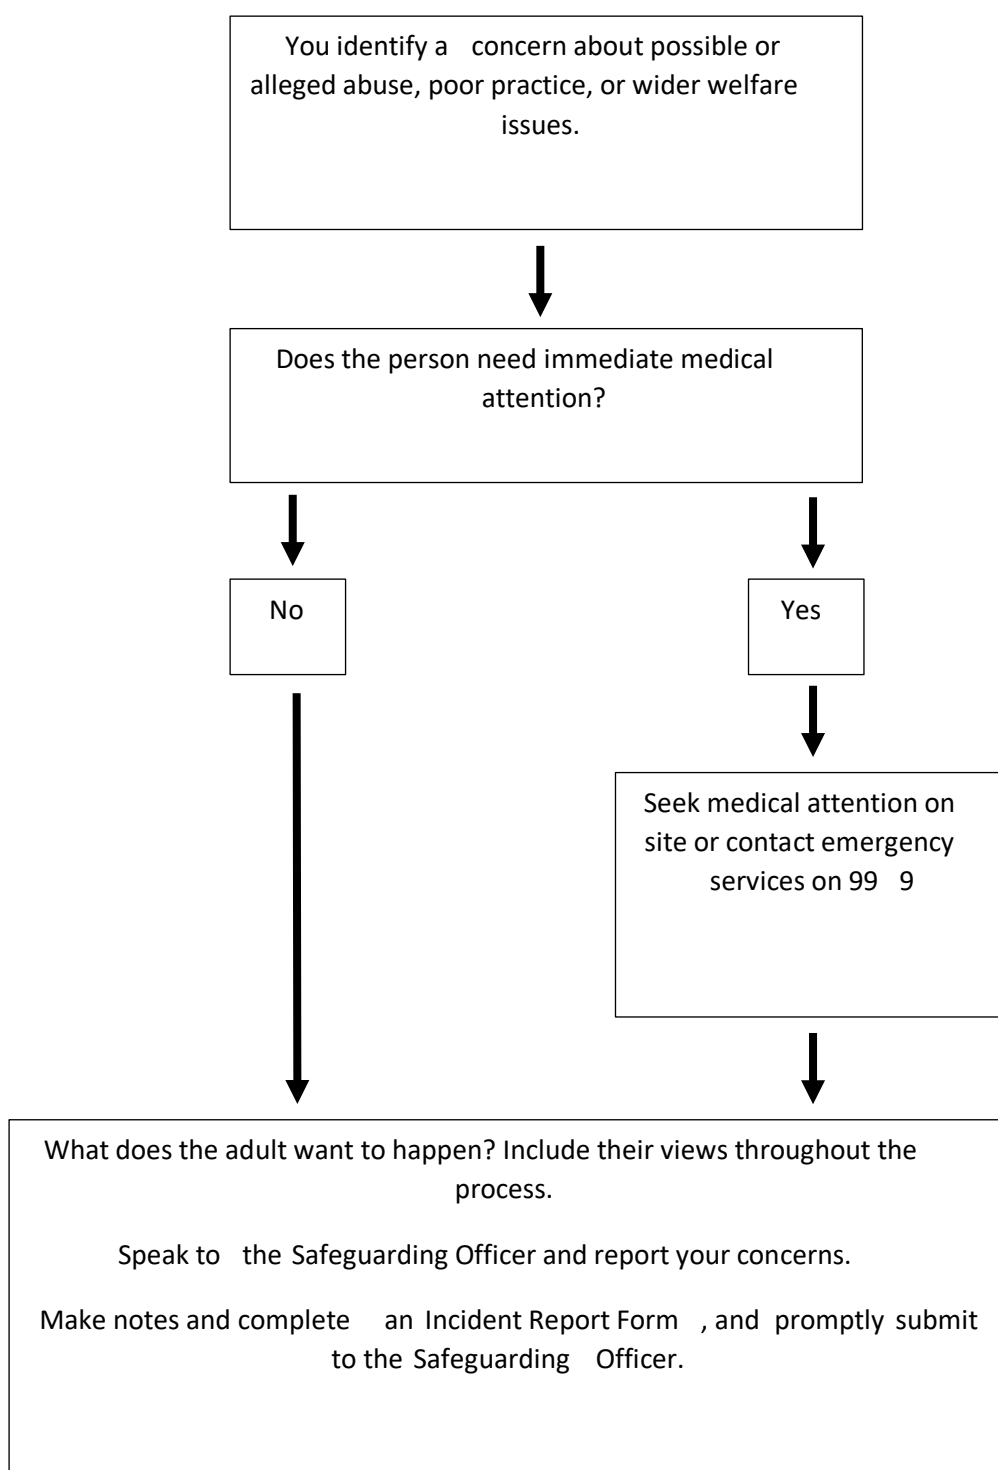 You identify a concern about possible or
alleged abuse, poor practice, or wider welfare
issues.
Does the person need immediate medical
attention?
No
Yes
Seek medical attention on
site or contact emergency
services on 99 9
What does the adult want to happen? Include their views throughout the
process.
Speak to the Safeguarding Officer and report your concerns.
Make notes and complete an Incident Report Form , and promptly submit
to the Safeguarding Officer.